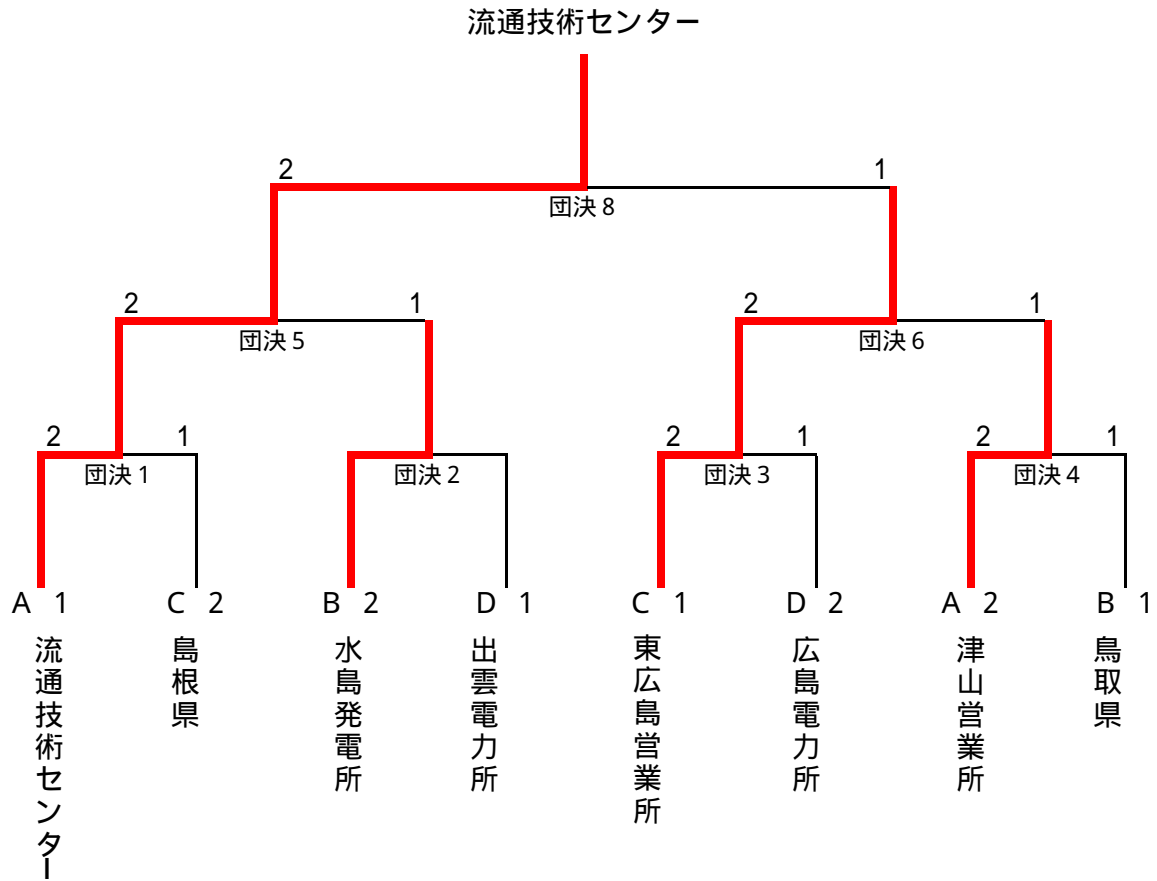 流通技術センター
2 1
団決8
2 1 2 1
団決5 団決6
2 1 2 1 2 1
団決1 団決2 団決3 団決4
A 1 C 2 B 2 D 1 C 1 D 2 A 2 B 1
流通技術センター
島根県
水島発電所
出雲電力所
東広島営業所
広島電力所
津山営業所
鳥取県